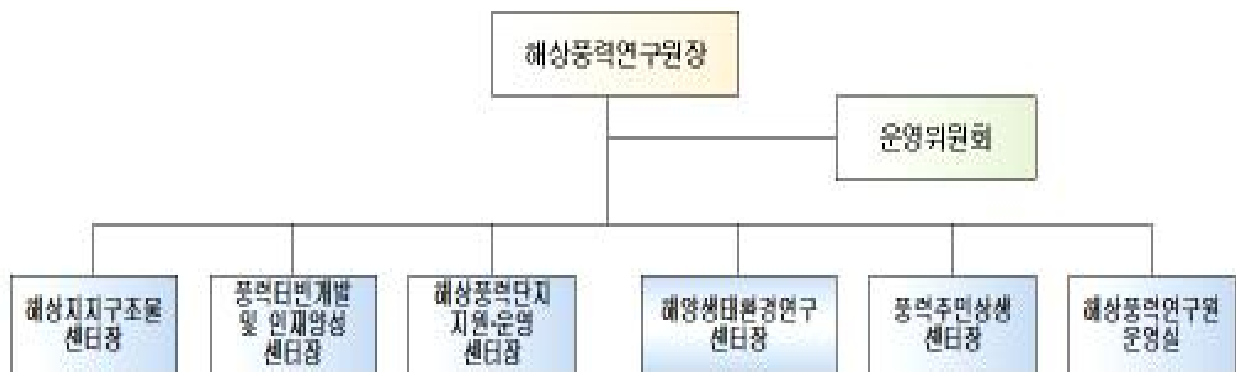 해상풍력연구원장
운영위원회
해상지지구조물
센터장
풍력터빈개발
및 인재양성
센터장
해상풍력단지
지원·운영
센터장
해양생태환경연구
센터장
풍력주민상생
센터장
해상풍력연구원
운영실